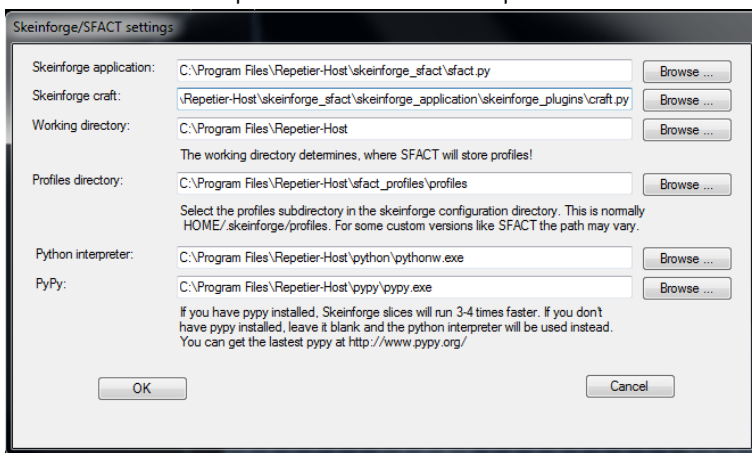 Skeinforge/SFACT settings
Skeinforge application: C:\Program Files\Repetier-Host\skeinforge_sfact\sfact.py Browse ...
Skeinforge craft: \Repetier-Host\skeinforge_sfact\skeinforge_application\skeinforge_plugins\craft.py Browse ...
Working directory: C:\Program Files\Repetier-Host Browse ...
The working directory determines, where SFACT will store profiles!
Profiles directory: C:\Program Files\Repetier-Host\sfact_profiles\profiles Browse ...
Select the profiles subdirectory in the skeinforge configuration directory. This is normally
HOME/.skeinforge/profiles. For some custom versions like SFACT the path may vary.
Python interpreter: C:\Program Files\Repetier-Host\python\pythonw.exe Browse ...
PyPy: C:\Program Files\Repetier-Host\pypy\pypy.exe Browse ...
If you have pypy installed, Skeinforge slices will run 3-4 times faster. If you don't
have pypy installed, leave it blank and the python interpreter will be used instead.
You can get the lastest pypy at http://www.pypy.org/
OK Cancel